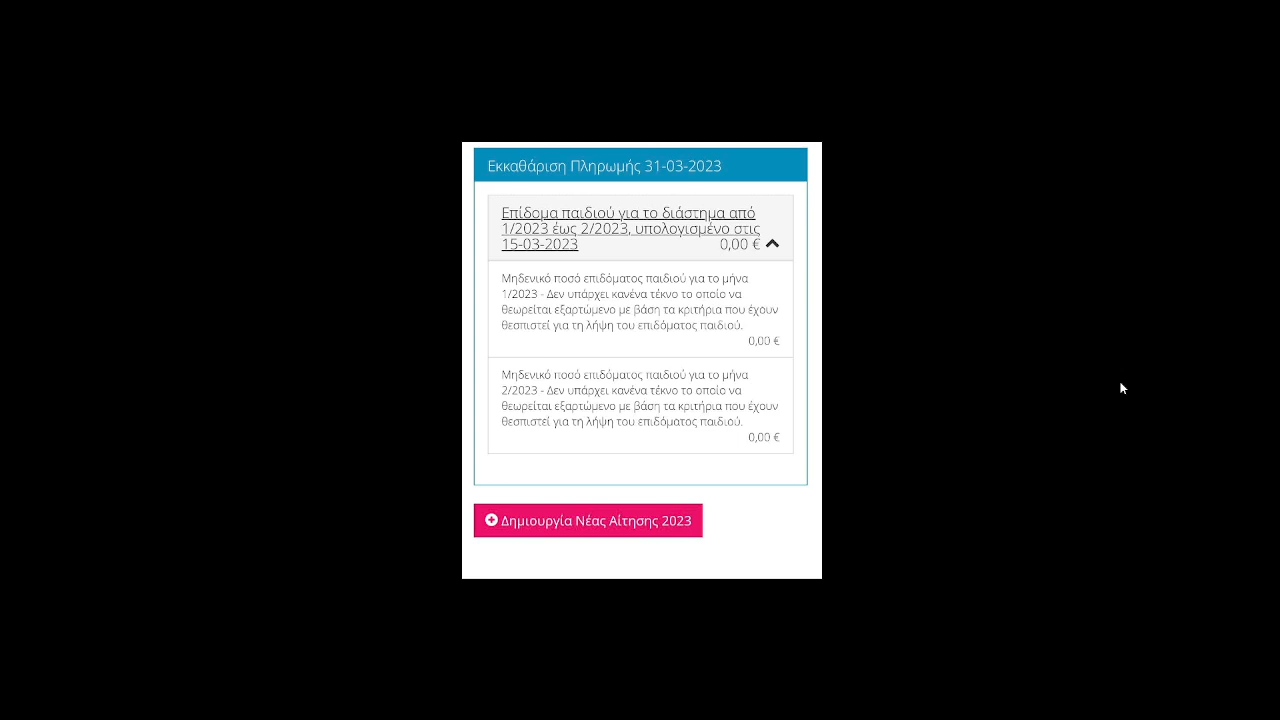 Εκκαθάριση Πληρωμής 31-03-2023
Επίδομα παιδιού για το διάστημα από
1/2023 έως 2/2023, υπολογισμένο στις
15-03-2023 0,00 €
Μηδενικό ποσό επιδόματος παιδιού για το μήνα
1/2023 - Δεν υπάρχει κανένα τέκνο το οποίο να
θεωρείται εξαρτώμενο με βάση τα κριτήρια που έχουν
θεσπιστεί για τη λήψη του επιδόματος παιδιού.
0,00 €
Μηδενικό ποσό επιδόματος παιδιού για το μήνα
2/2023 - Δεν υπάρχει κανένα τέκνο το οποίο να
θεωρείται εξαρτώμενο με βάση τα κριτήρια που έχουν
θεσπιστεί για τη λήψη του επιδόματος παιδιού.
0,00 €
Δημιουργία Νέας Αίτησης 2023